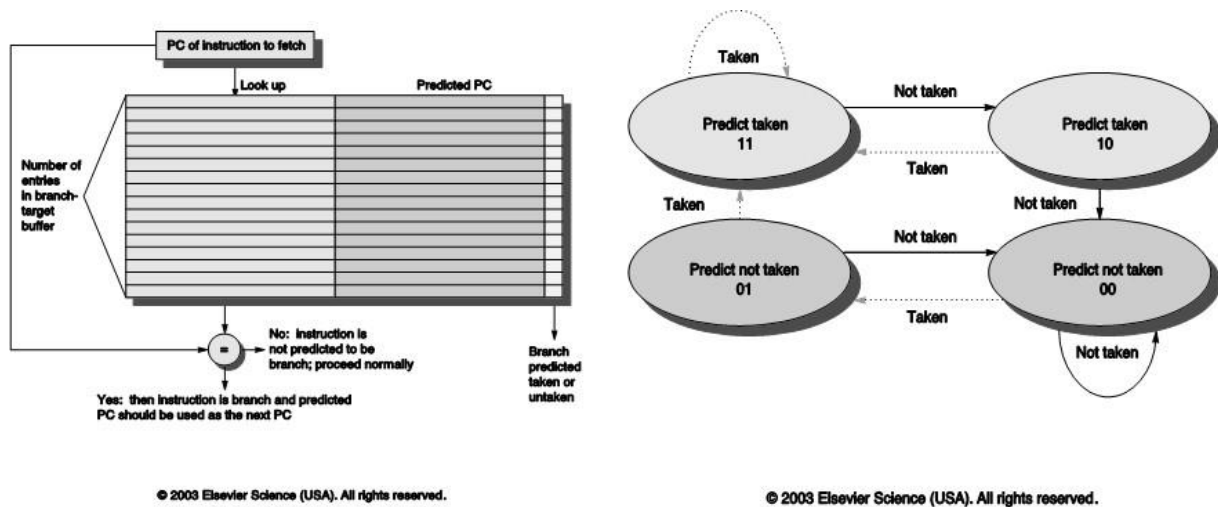 PC of instruction to fetch
Look up
Predicted PC
Number of
entries
in branch-
target
buffer
=
No: instruction is
not predicted to be
branch; proceed normally
Yes: then instruction is branch and predicted
PC should be used as the next PC
Branch
predicted
taken or
untaken
© 2003 Elsevier Science (USA). All rights reserved.
Taken
Predict taken
11
Not taken
Predict taken
10
Taken
Taken
Not taken
Predict not taken
01
Not taken
Predict not taken
00
Taken
Not taken
© 2003 Elsevier Science (USA). All rights reserved.